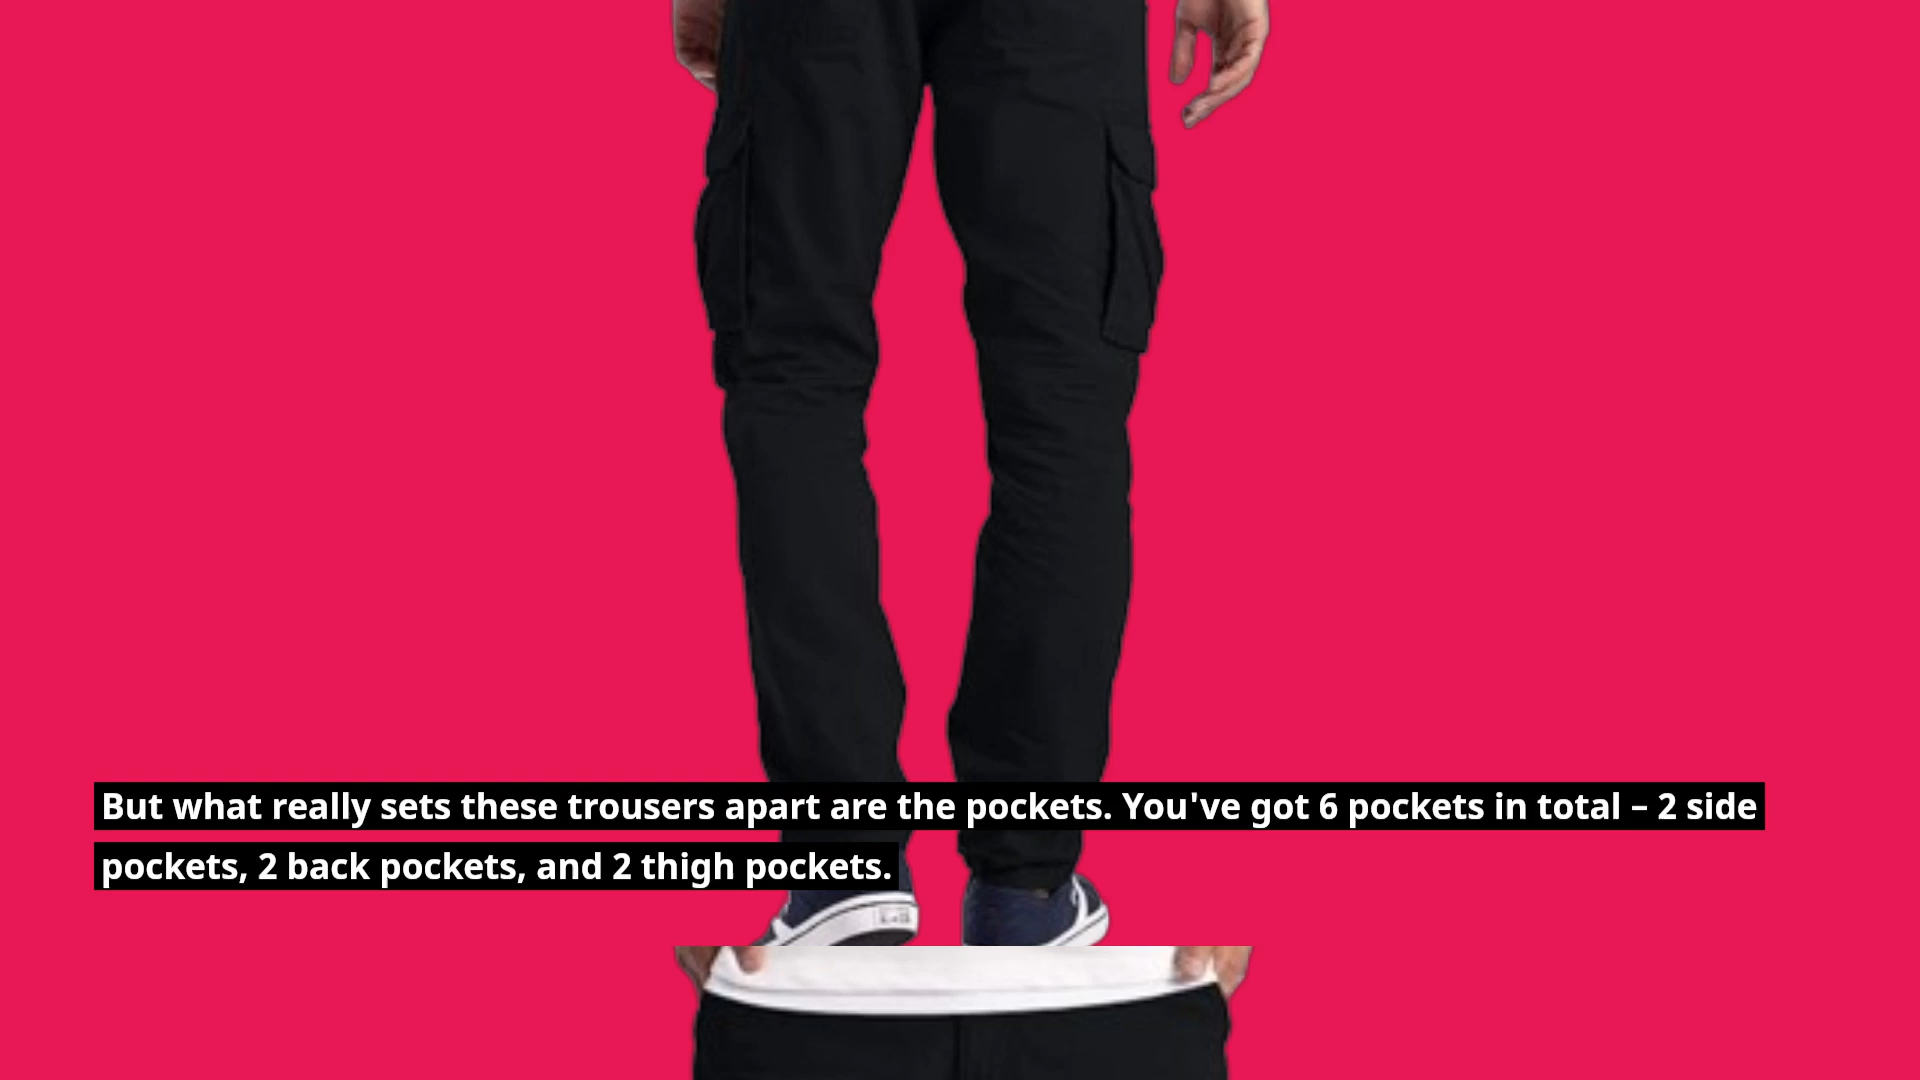 But what really sets these trousers apart are the pockets. You've got 6 pockets in total – 2 side
pockets, 2 back pockets, and 2 thigh pockets.